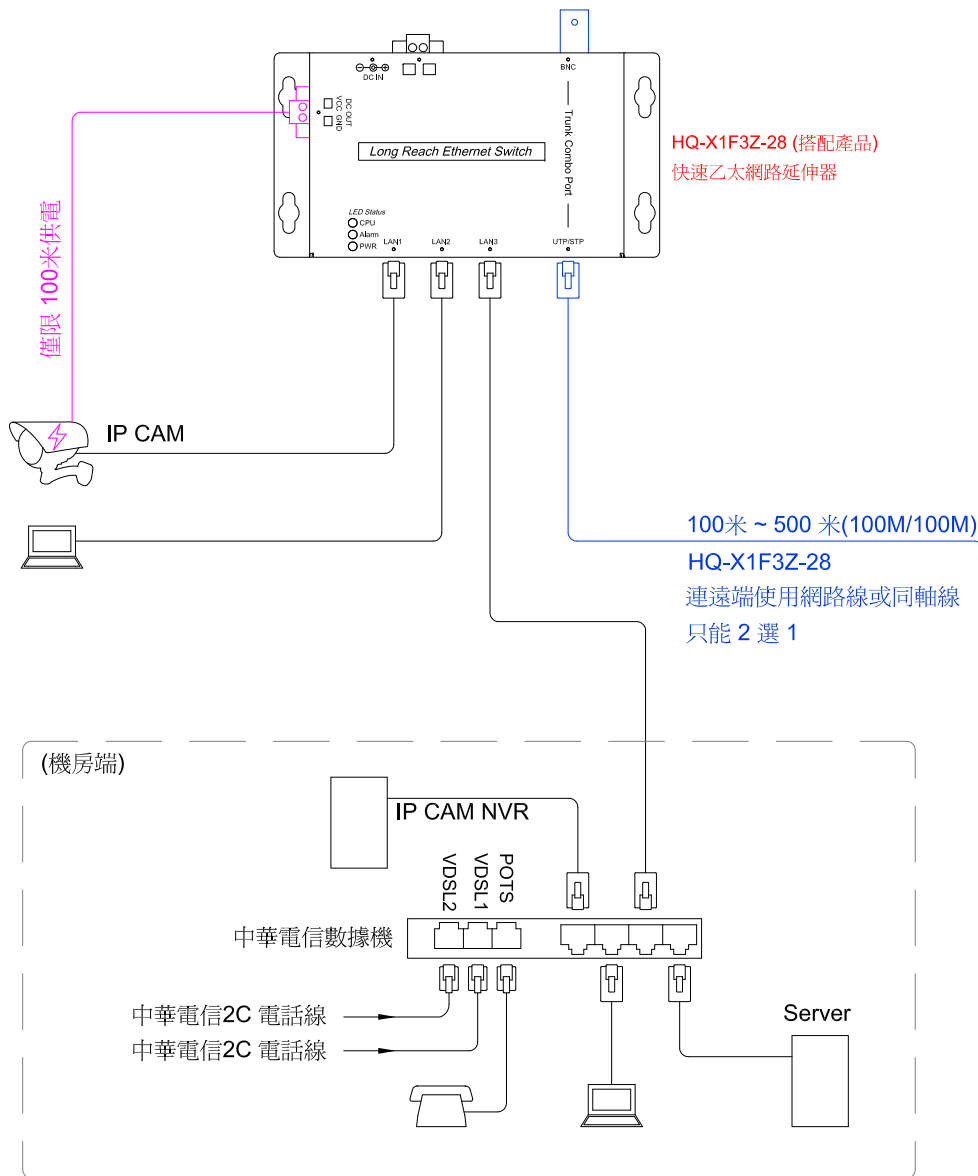 BNC
DC IN
DC OUT
VCC GND
Trunk Combo Port
Long Reach Ethernet Switch
HQ-X1F3Z-28 (搭配產品)
快速乙太網路延伸器
LED Status
CPU
Alarm
PWR
LAN1
LAN2
LAN3
UTP/STP
僅限 100米供電
IP CAM
100米 ~ 500 米(100M/100M)
HQ-X1F3Z-28
連遠端使用網路線或同軸線
只能 2 選 1
(機房端)
IP CAM NVR
VDSL2
VDSL1
POTS
中華電信數據機
中華電信2C 電話線
中華電信2C 電話線
Server